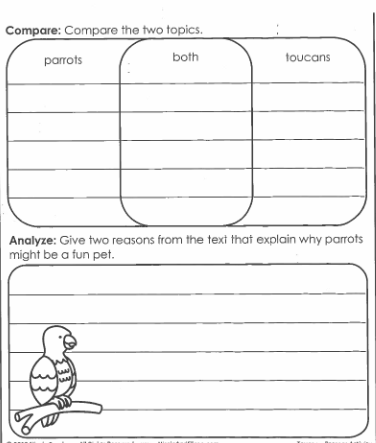 Compare: Compare the two topics.
parrots both toucans
Analyze: Give two reasons from the text that explain why parrots
might be a fun pet.